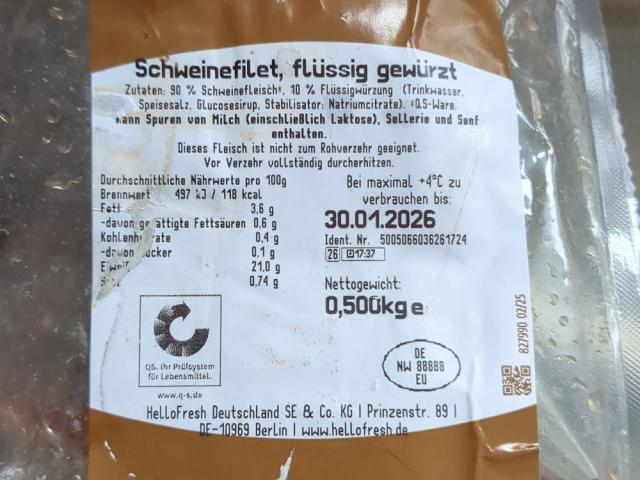 Schweinefilet, flüssig gewürzt
Zutaten: 90 % Schweinefleisch¹, 10 % Flüssigwürzung (Trinkwasser,
Speisesalz, Glucosesirup, Stabilisator: Natriumcitrate). ¹QS-Ware.
Kann Spuren von Milch (einschließlich Laktose), Sellerie und Senf
enthalten.
Dieses Fleisch ist nicht zum Rohverzehr geeignet.
Vor Verzehr vollständig durcherhitzen.
Durchschnittliche Nährwerte pro 100g
Brennwert 497 kJ / 118 kcal
Fett 3,6 g
-davon gesättigte Fettsäuren 0,6 g
Kohlenhydrate 0,4 g
-davon Zucker 0,1 g
Eiweiß 21,0 g
Salz 0,74 g
Bei maximal +4°C zu
verbrauchen bis:
30.01.2026
Ident. Nr. 5005066036261724
26 17:37
Nettogewicht:
0,500kg e
QS. Ihr Prüfsystem
für Lebensmittel.
www.q-s.de
DE
NW 88888
EU
827990 02/25
HelloFresh Deutschland SE & Co. KG | Prinzenstr. 89 |
DE-10969 Berlin | www.hellofresh.de